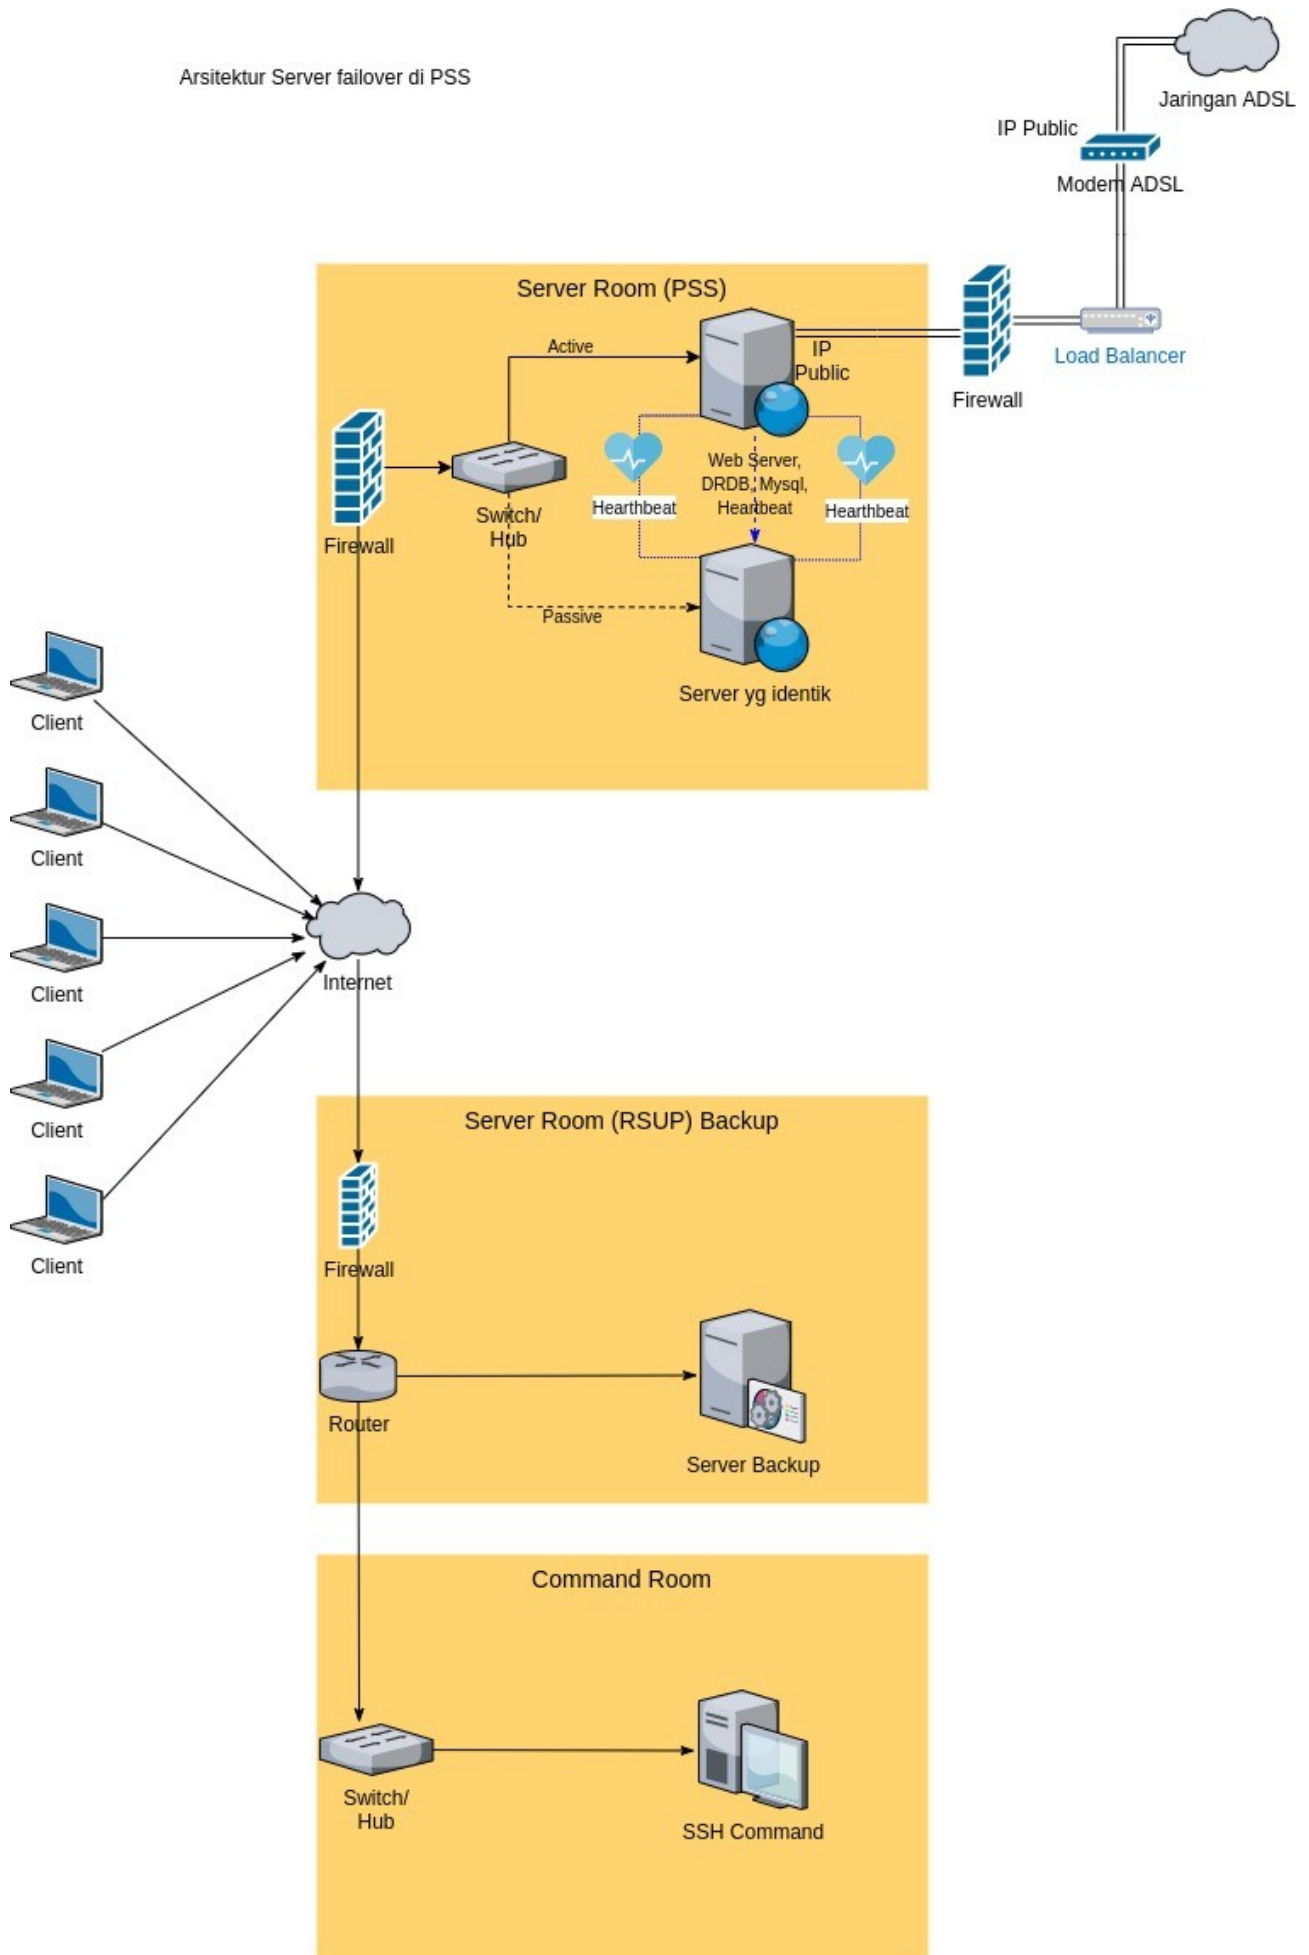 Arsitektur Server failover di PSS
Jaringan ADSL
IP Public
Modem ADSL
Server Room (PSS)
Active
IP
Public
Load Balancer
Firewall
Web Server,
DRDB, Mysql,
Heartbeat
Hearthbeat
Hearthbeat
Switch/
Hub
Firewall
Passive
Server yg identik
Client
Client
Client
Client
Client
Internet
Server Room (RSUP) Backup
Firewall
Router
Server Backup
Command Room
Switch/
Hub
SSH Command